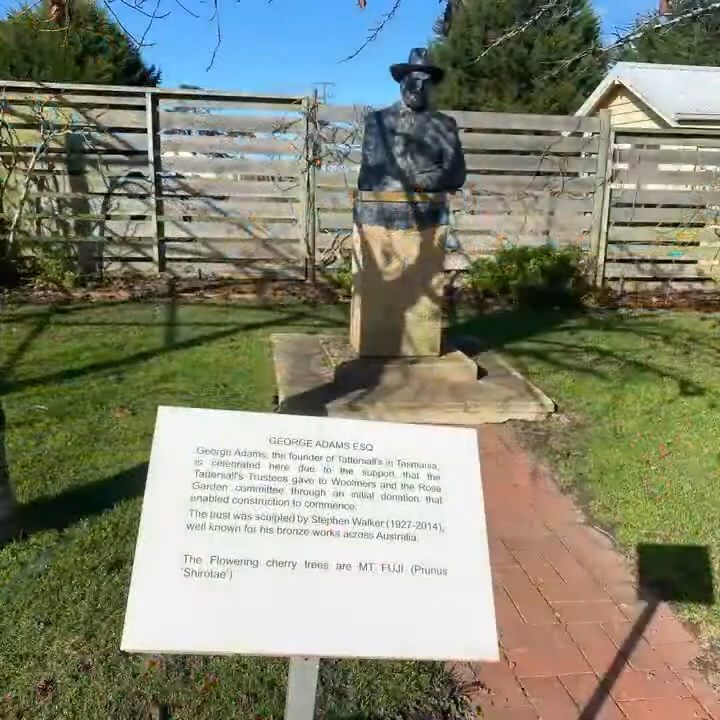 GEORGE ADAMS ESQ
George Adams, the founder of Tattersall's in Tasmania,
is celebrated here due to the support that the
Tattersall's Trustees gave to Woolmers and the Rose
Garden committee through an initial donation that
enabled construction to commence.
The bust was sculpted by Stephen Walker (1927-2014),
well known for his bronze works across Australia.
The Flowering cherry trees are MT FUJI (Prunus
'Shirotae')